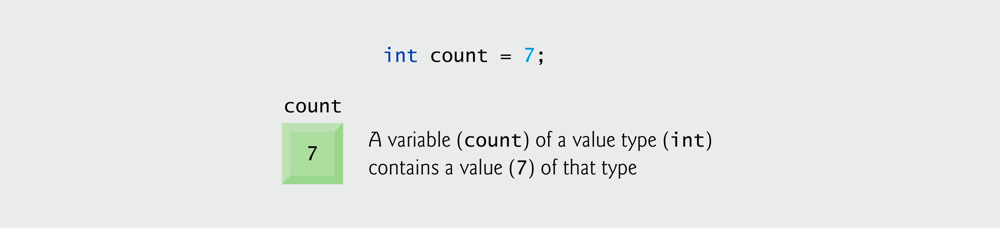 int count = 7;
count
7
A variable (count) of a value type (int)
contains a value (7) of that type